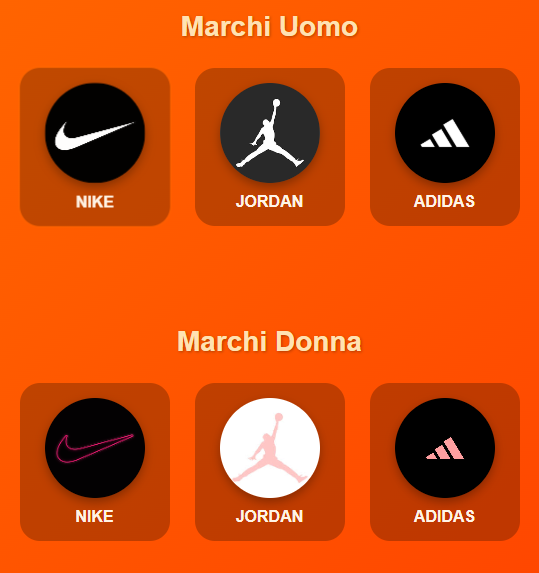 Marchi Uomo
NIKE JORDAN ADIDAS
Marchi Donna
NIKE JORDAN ADIDAS